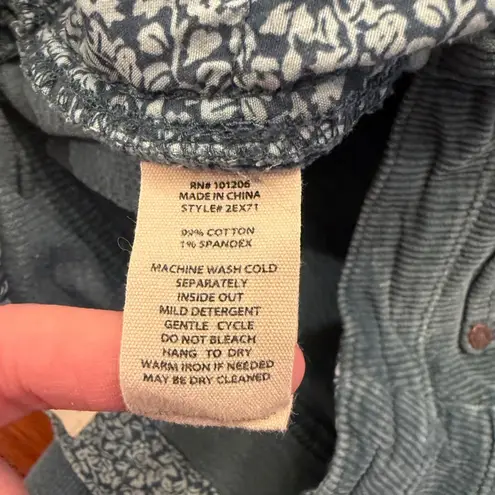 RN# 101206
MADE IN CHINA
STYLE# 2EX71
99% COTTON
1% SPANDEX
MACHINE WASH COLD
SEPARATELY
INSIDE OUT
MILD DETERGENT
GENTLE CYCLE
DO NOT BLEACH
HANG TO DRY
WARM IRON IF NEEDED
MAY BE DRY CLEANED